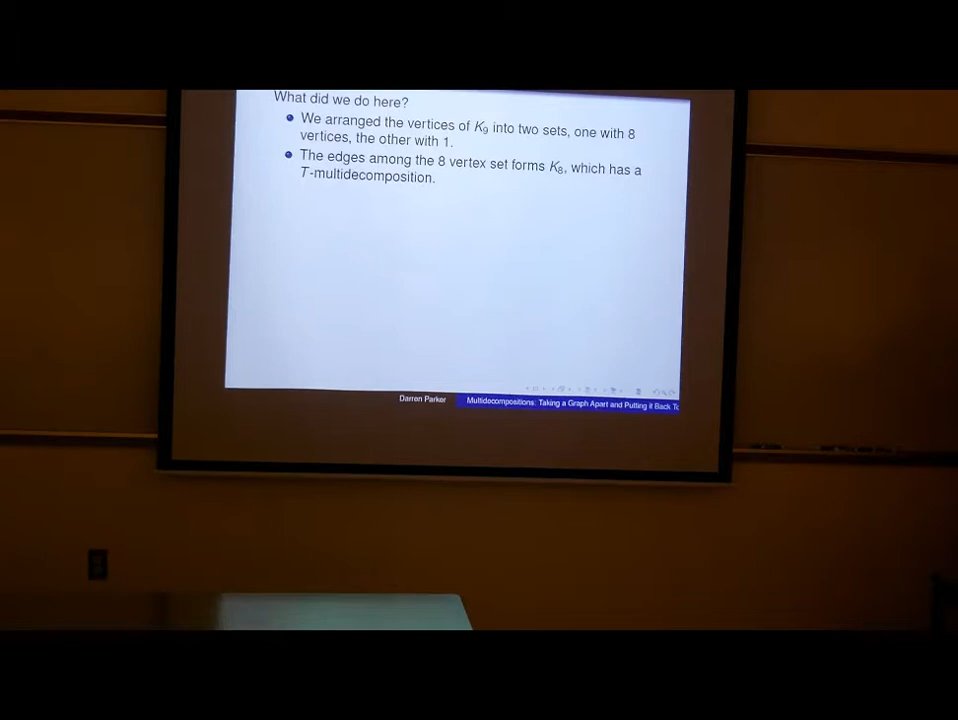 What did we do here?
We arranged the vertices of K₉ into two sets, one with 8
vertices, the other with 1.
The edges among the 8 vertex set forms K₈, which has a
T-multidecomposition.
Darren Parker
Multidecompositions: Taking a Graph Apart and Putting it Back To